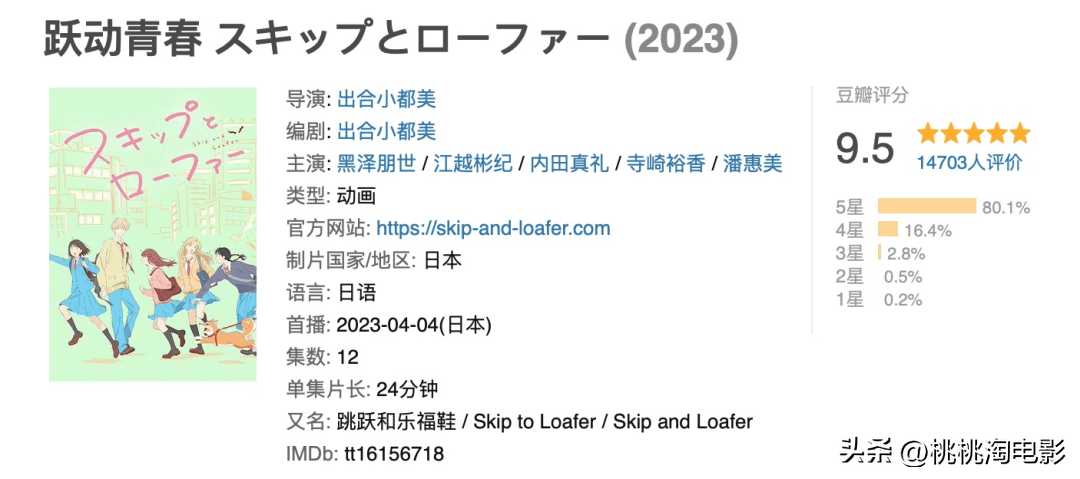 跃动青春 スキップとローファー (2023)
スキップと
Skip and Loafer
ローファー
导演: 出合小都美
编剧: 出合小都美
主演: 黑泽朋世 / 江越彬纪 / 内田真礼 / 寺崎裕香 / 潘惠美
类型: 动画
官方网站: https://skip-and-loafer.com
制片国家/地区: 日本
语言: 日语
首播: 2023-04-04(日本)
集数: 12
单集片长: 24分钟
又名: 跳跃和乐福鞋 / Skip to Loafer / Skip and Loafer
IMDb: tt16156718
豆瓣评分
9.5
14703人评价
5星 80.1%
4星 16.4%
3星 2.8%
2星 0.5%
1星 0.2%
头条 @桃桃淘电影